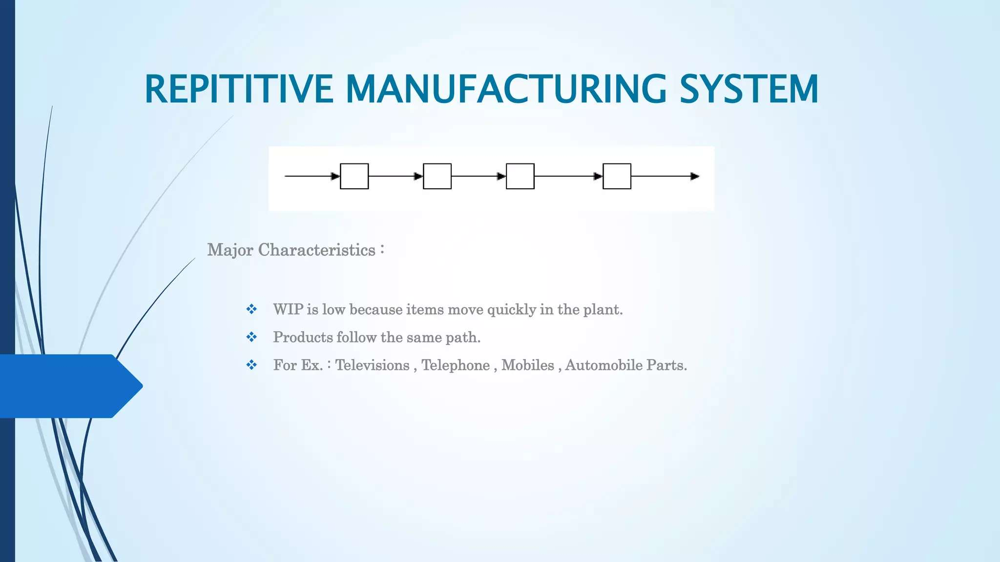 REPITITIVE MANUFACTURING SYSTEM
Major Characteristics :
WIP is low because items move quickly in the plant.
Products follow the same path.
For Ex. : Televisions , Telephone , Mobiles , Automobile Parts.